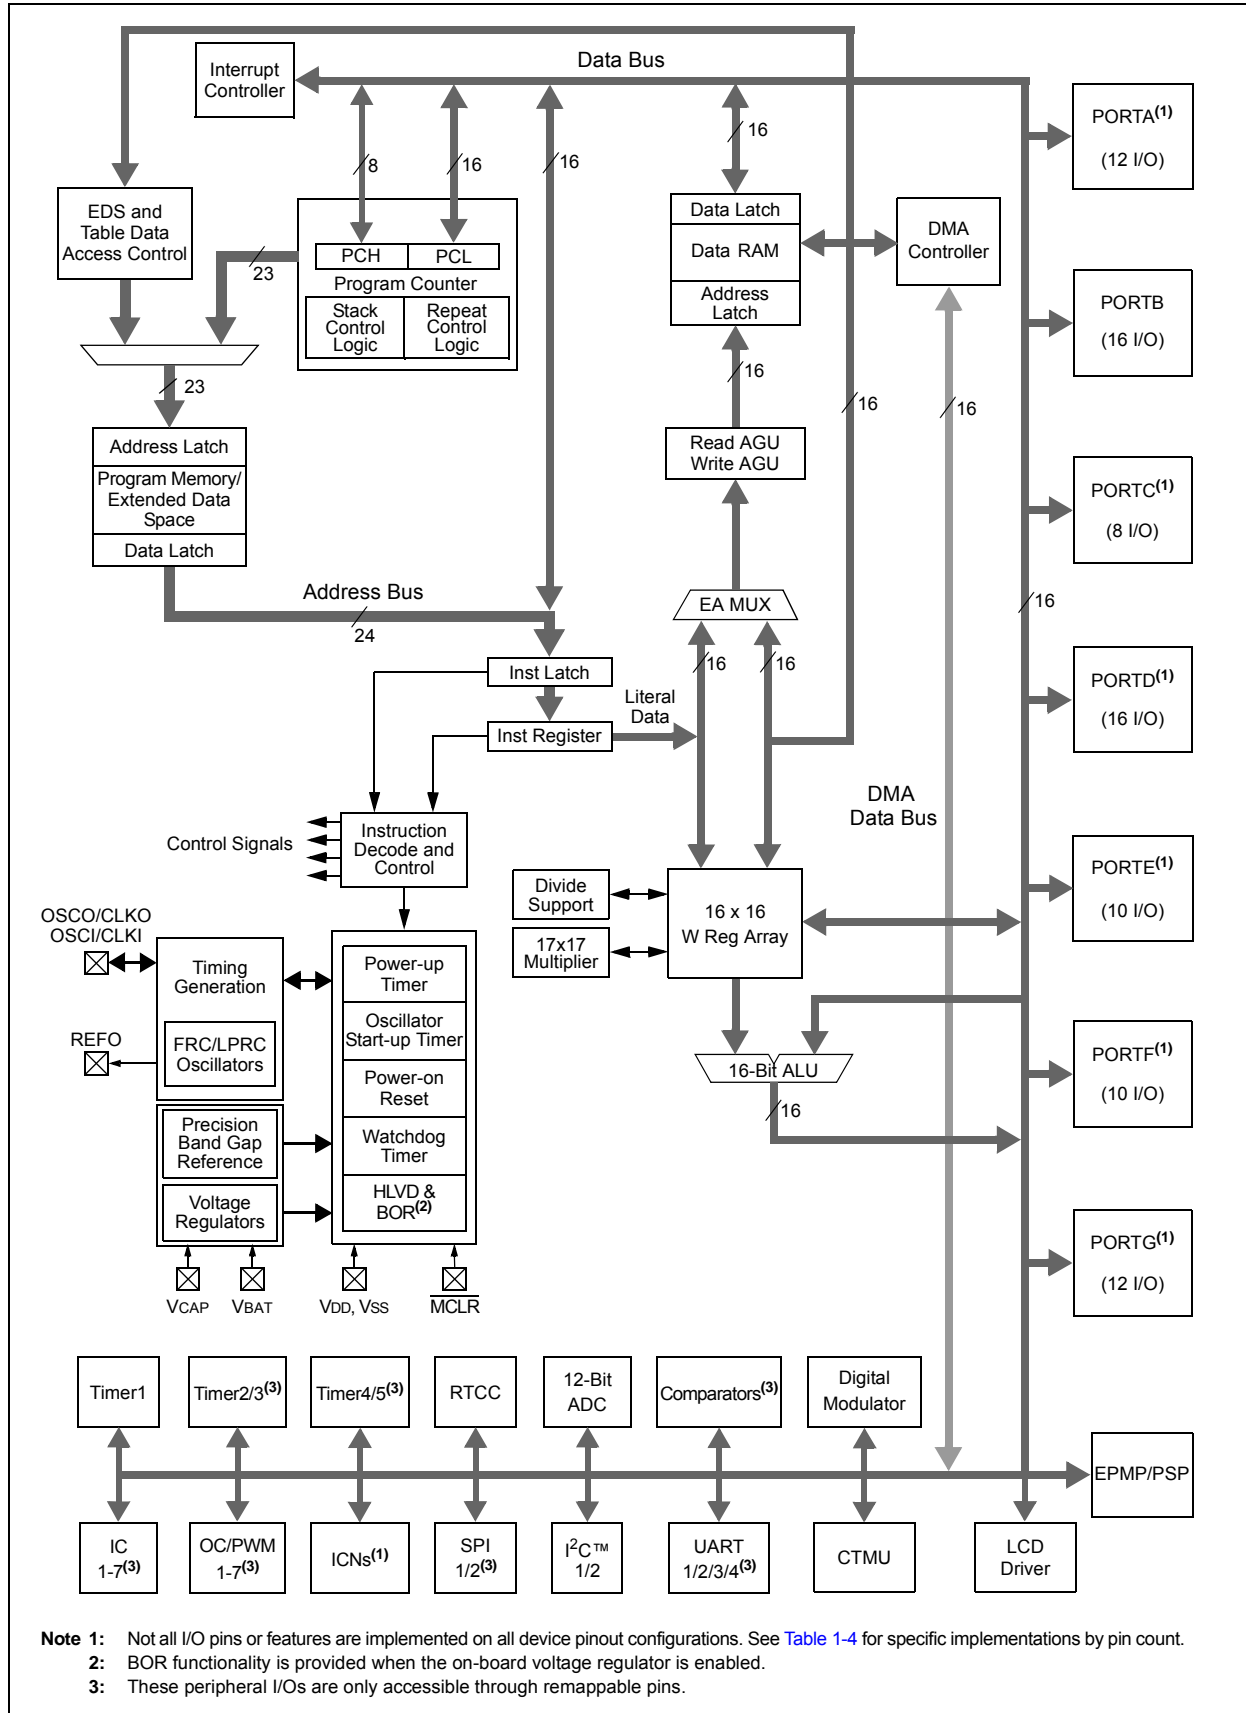 Data Bus
Interrupt
Controller
16
8
16
16
PORTA(1)
(12 I/O)
EDS and
Table Data
Access Control
PCH
PCL
Program Counter
Stack
Control
Logic
Repeat
Control
Logic
23
Data Latch
Data RAM
Address
Latch
DMA
Controller
PORTB
(16 I/O)
23
16
16
16
Address Latch
Program Memory/
Extended Data
Space
Data Latch
Read AGU
Write AGU
PORTC(1)
(8 I/O)
Address Bus
24
EA MUX
16
16
16
Inst Latch
Inst Register
Literal
Data
PORTD(1)
(16 I/O)
DMA
Data Bus
Control Signals
Instruction
Decode and
Control
Divide
Support
17x17
Multiplier
16 x 16
W Reg Array
PORTE(1)
(10 I/O)
OSCO/CLKO
OSCI/CLKI
Timing
Generation
REFO
FRC/LPRC
Oscillators
Precision
Band Gap
Reference
Voltage
Regulators
Power-up
Timer
Oscillator
Start-up Timer
Power-on
Reset
Watchdog
Timer
HLVD &
BOR(2)
16-Bit ALU
16
PORTF(1)
(10 I/O)
PORTG(1)
(12 I/O)
VCAP
VBAT
VDD, VSS
MCLR
Timer1
Timer2/3(3)
Timer4/5(3)
RTCC
12-Bit
ADC
Comparators(3)
Digital
Modulator
EPMP/PSP
IC
1-7(3)
OC/PWM
1-7(3)
ICNs(1)
SPI
1/2(3)
I2C™
1/2
UART
1/2/3/4(3)
CTMU
LCD
Driver
Note 1: Not all I/O pins or features are implemented on all device pinout configurations. See Table 1-4 for specific implementations by pin count.
2: BOR functionality is provided when the on-board voltage regulator is enabled.
3: These peripheral I/Os are only accessible through remappable pins.